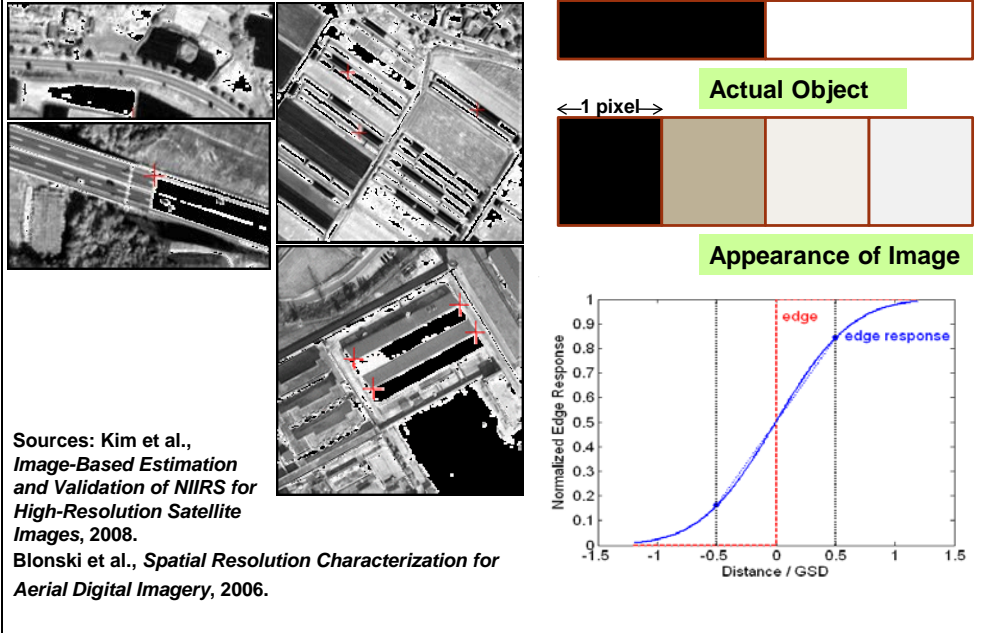 Actual Object
1 pixel
Appearance of Image
Sources: Kim et al.,
Image-Based Estimation
and Validation of NIIRS for
High-Resolution Satellite
Images, 2008.
Blonski et al., Spatial Resolution Characterization for
Aerial Digital Imagery, 2006.
Normalized Edge Response
1
0.9
0.8
0.7
0.6
0.5
0.4
0.3
0.2
0.1
0
edge
edge response
-1.5 -1 -0.5 0 0.5 1 1.5
Distance / GSD